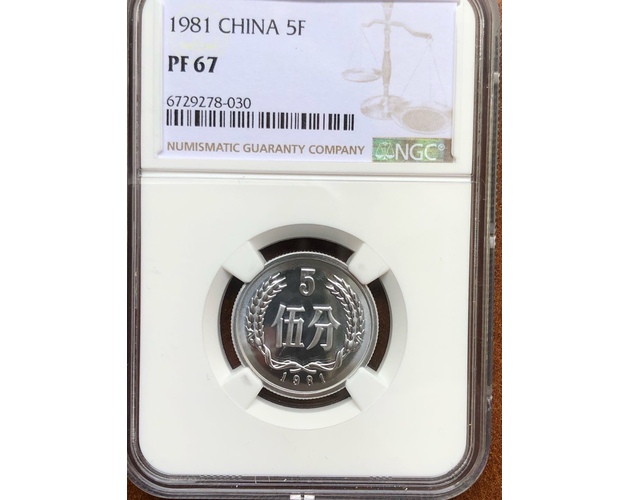 1981 CHINA 5F
PF 67
6729278-030
NUMISMATIC GUARANTY COMPANY
NGC®
5
伍分
1981